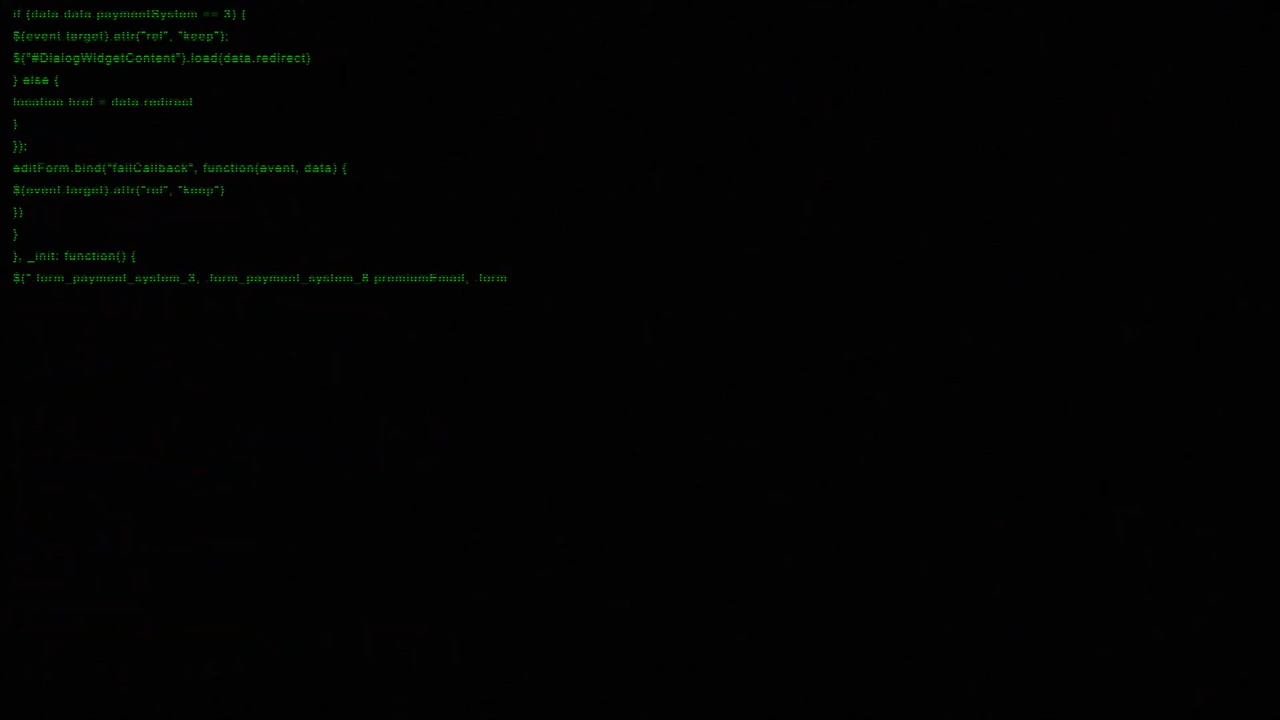 if (data.data.paymentSystem == 3) {
$(event.target).attr("rel", "keep");
$("#DialogWidgetContent").load(data.redirect)
} else {
location.href = data.redirect
}
});
editForm.bind("failCallback", function(event, data) {
$(event.target).attr("rel", "keep")
})
}
}, _init: function() {
$(".form_payment_system_3, .form_payment_system_8 premiumEmail, .form